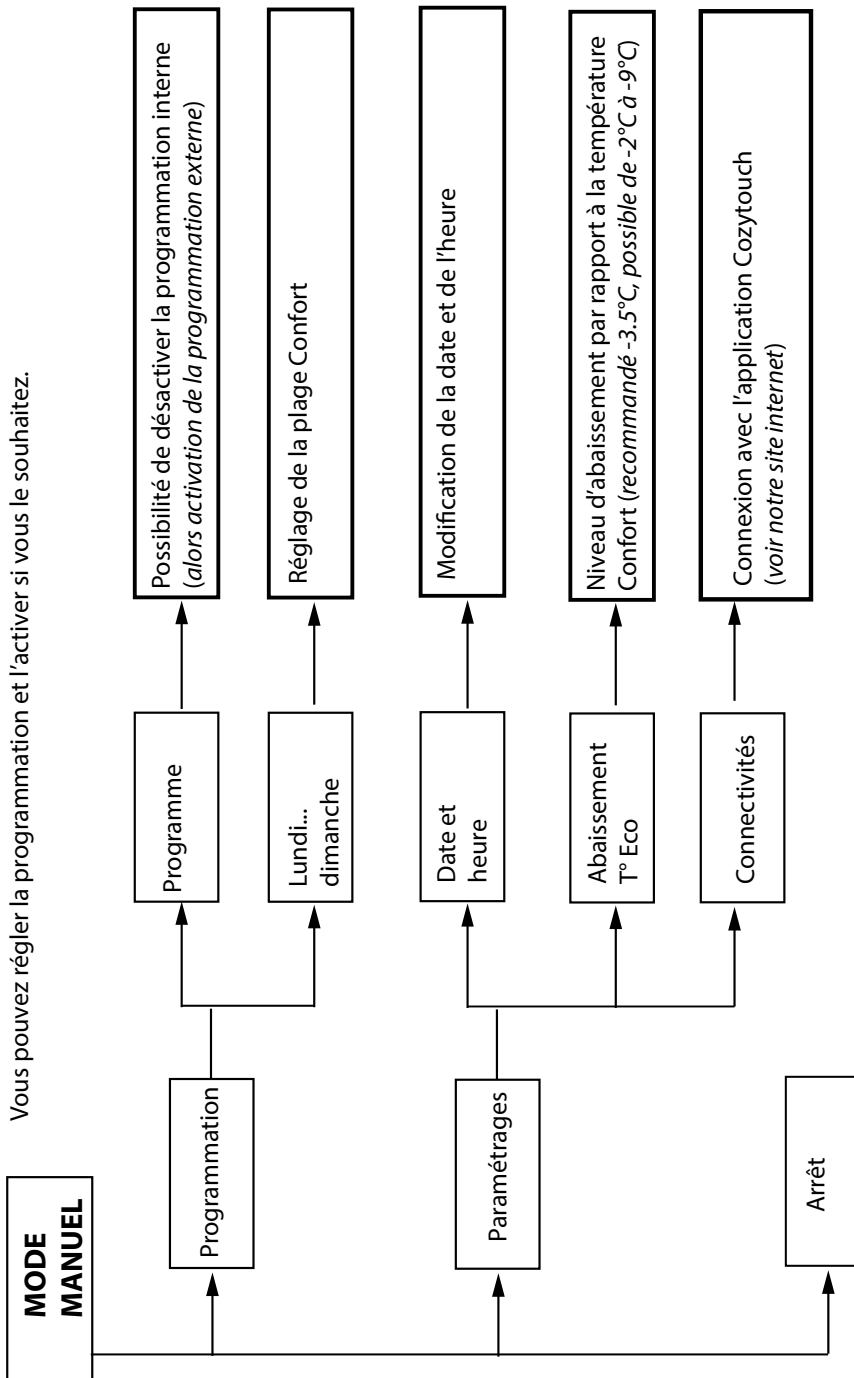 MODE
MANUEL
Vous pouvez régler la programmation et l'activer si vous le souhaitez.
Programmation
Programme
Possibilité de désactiver la programmation interne
(alors activation de la programmation externe)
Lundi...
dimanche
Réglage de la plage Confort
Paramétrages
Date et
heure
Modification de la date et de l'heure
Abaissement
T° Eco
Niveau d'abaissement par rapport à la température
Confort (recommandé -3.5°C, possible de -2°C à -9°C)
Connectivités
Connexion avec l'application Cozytouch
(voir notre site internet)
Arrêt